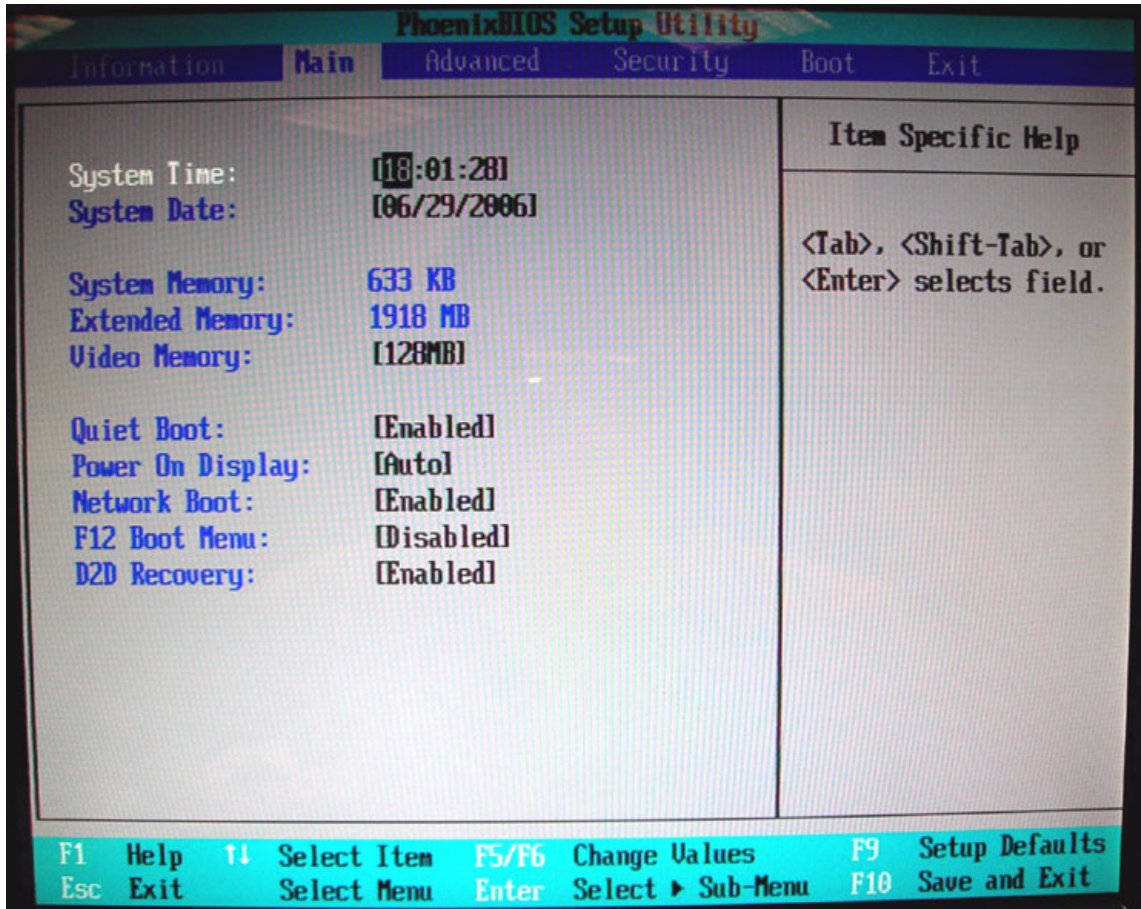 PhoenixBIOS Setup Utility
Information Main Advanced Security Boot Exit
Item Specific Help
System Time: [18:01:28]
System Date: [06/29/2006]
<Tab>, <Shift-Tab>, or
<Enter> selects field.
System Memory: 633 KB
Extended Memory: 1918 MB
Video Memory: [128MB]
Quiet Boot: [Enabled]
Power On Display: [Auto]
Network Boot: [Enabled]
F12 Boot Menu: [Disabled]
D2D Recovery: [Enabled]
F1 Help ↑↓ Select Item F5/F6 Change Values F9 Setup Defaults
Esc Exit Select Menu Enter Select ▶ Sub-Menu F10 Save and Exit